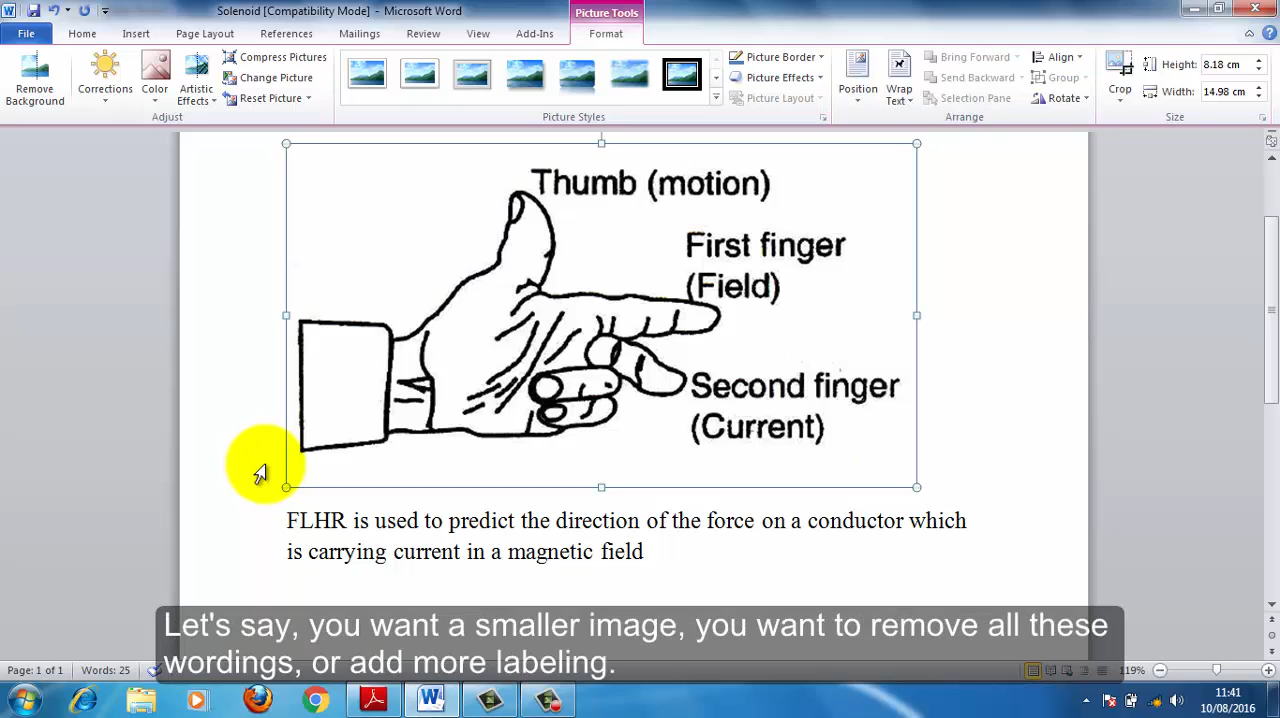 Solenoid [Compatibility Mode] - Microsoft Word
Picture Tools
File Home Insert Page Layout References Mailings Review View Add-Ins Format
Remove Background
Corrections
Color
Artistic Effects
Compress Pictures
Change Picture
Reset Picture
Adjust
Picture Styles
Picture Border
Picture Effects
Picture Layout
Position
Wrap Text
Bring Forward
Send Backward
Selection Pane
Align
Group
Rotate
Arrange
Crop
Height: 8.18 cm
Width: 14.98 cm
Size
Thumb (motion)
First finger
(Field)
Second finger
(Current)
FLHR is used to predict the direction of the force on a conductor which
is carrying current in a magnetic field
Let's say, you want a smaller image, you want to remove all these
wordings, or add more labeling.
Page: 1 of 1 Words: 25 119%
11:41
10/08/2016